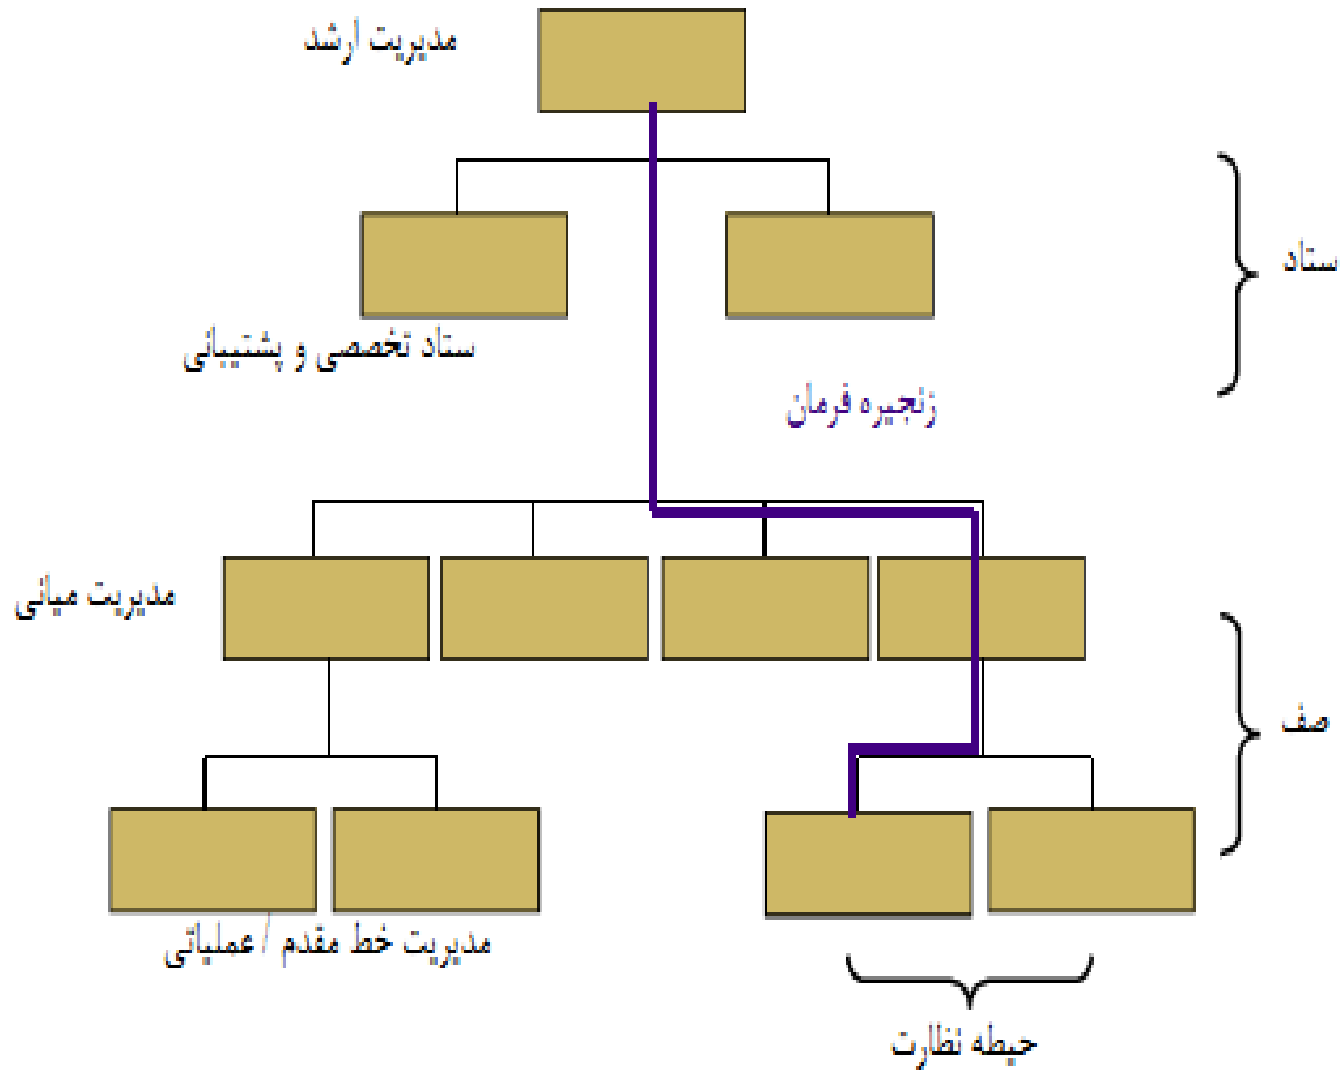 مدیریت ارشد
ستاد
ستاد تخصصی و پشتیبانی
زنجیره فرمان
مدیریت میانی
صف
مدیریت خط مقدم / عملیاتی
حیطه نظارت